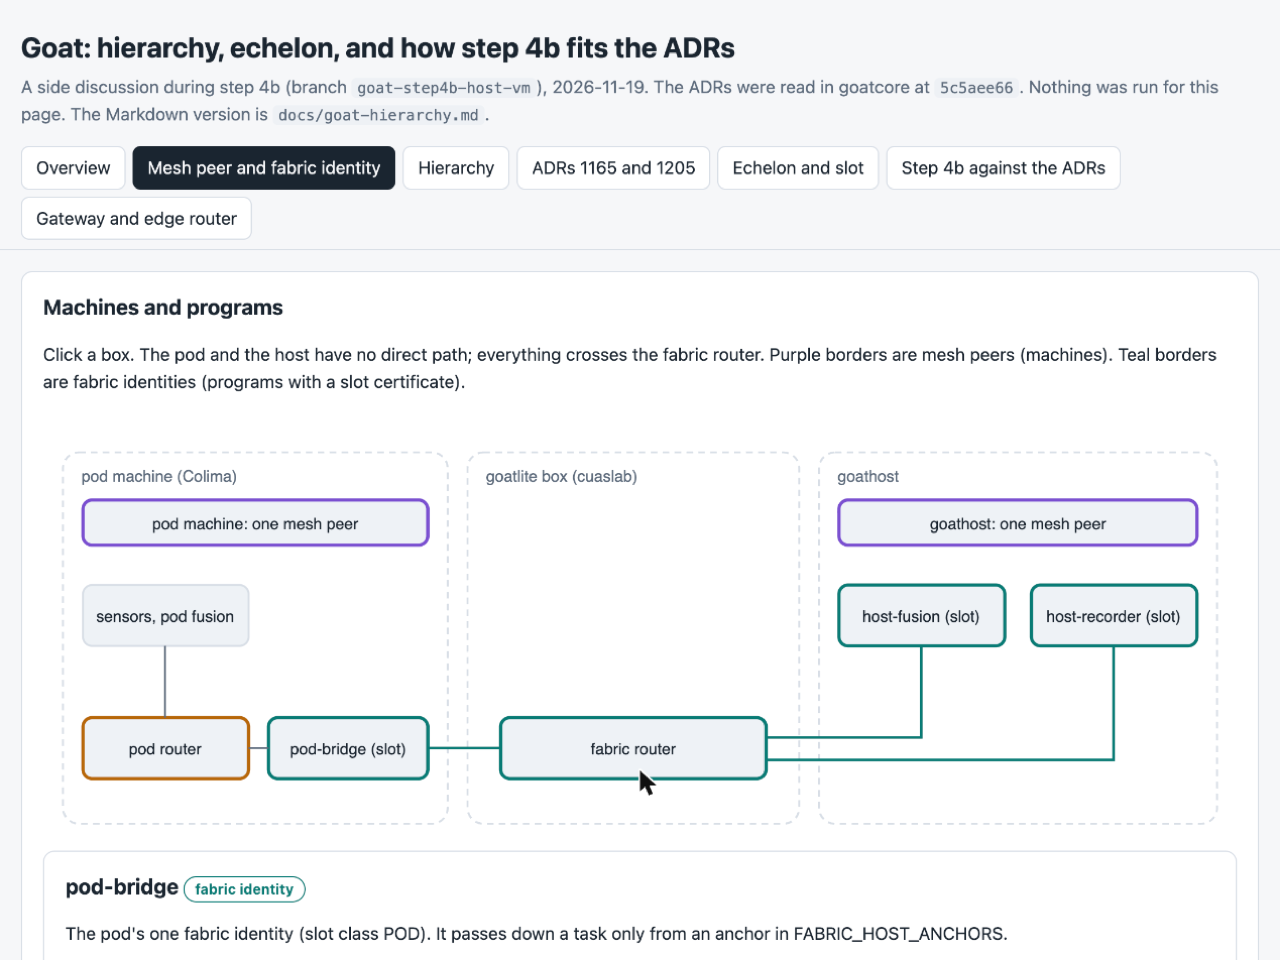 Goat: hierarchy, echelon, and how step 4b fits the ADRs
A side discussion during step 4b (branch goat-step4b-host-vm ), 2026-11-19. The ADRs were read in goatcore at 5c5aee66 . Nothing was run for this
page. The Markdown version is docs/goat-hierarchy.md .
Overview
Mesh peer and fabric identity
Hierarchy
ADRs 1165 and 1205
Echelon and slot
Step 4b against the ADRs
Gateway and edge router
Machines and programs
Click a box. The pod and the host have no direct path; everything crosses the fabric router. Purple borders are mesh peers (machines). Teal borders
are fabric identities (programs with a slot certificate).
pod machine (Colima)
goatlite box (cuaslab)
goathost
pod machine: one mesh peer
goathost: one mesh peer
sensors, pod fusion
host-fusion (slot)
host-recorder (slot)
pod router
pod-bridge (slot)
fabric router
pod-bridge fabric identity
The pod's one fabric identity (slot class POD). It passes down a task only from an anchor in FABRIC_HOST_ANCHORS.